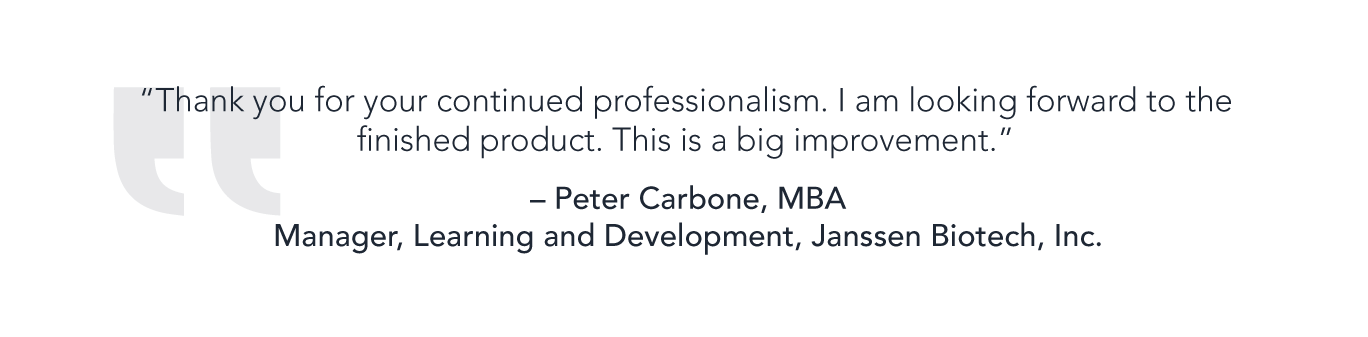 “Thank you for your continued professionalism. I am looking forward to the
finished product. This is a big improvement.”
– Peter Carbone, MBA
Manager, Learning and Development, Janssen Biotech, Inc.